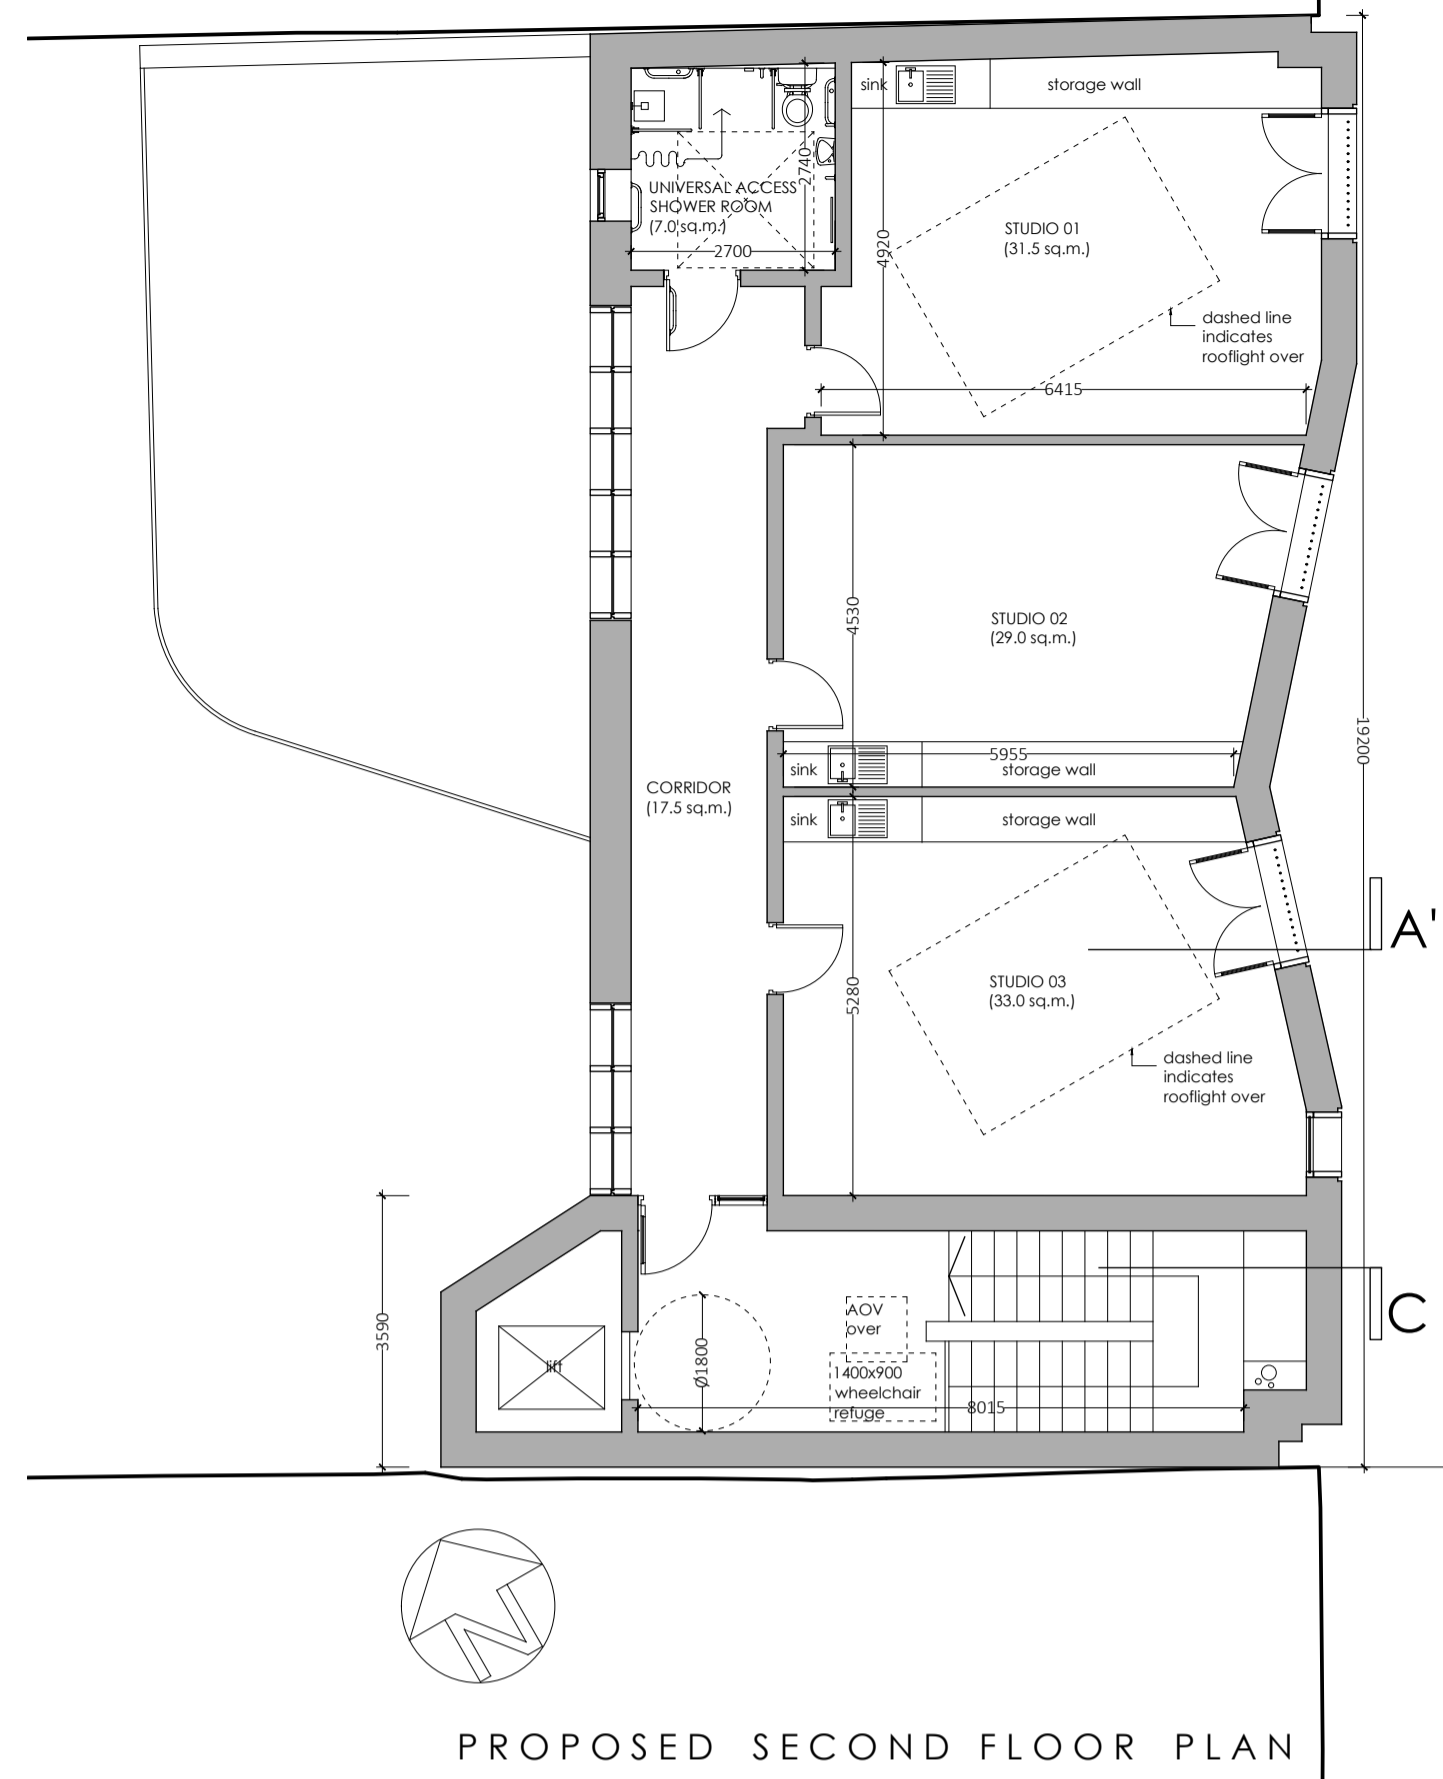 sink
storage wall
UNIVERSAL ACCESS
SHOWER ROOM
(7.0 sq.m.)
2740
2700
4920
STUDIO 01
(31.5 sq.m.)
dashed line
indicates
rooflight over
6415
4530
STUDIO 02
(29.0 sq.m.)
19200
5955
sink
storage wall
CORRIDOR
(17.5 sq.m.)
sink
storage wall
A'
5280
STUDIO 03
(33.0 sq.m.)
dashed line
indicates
rooflight over
3590
lift
Ø1800
AOV
over
1400x900
wheelchair
refuge
8015
C
N
PROPOSED SECOND FLOOR PLAN